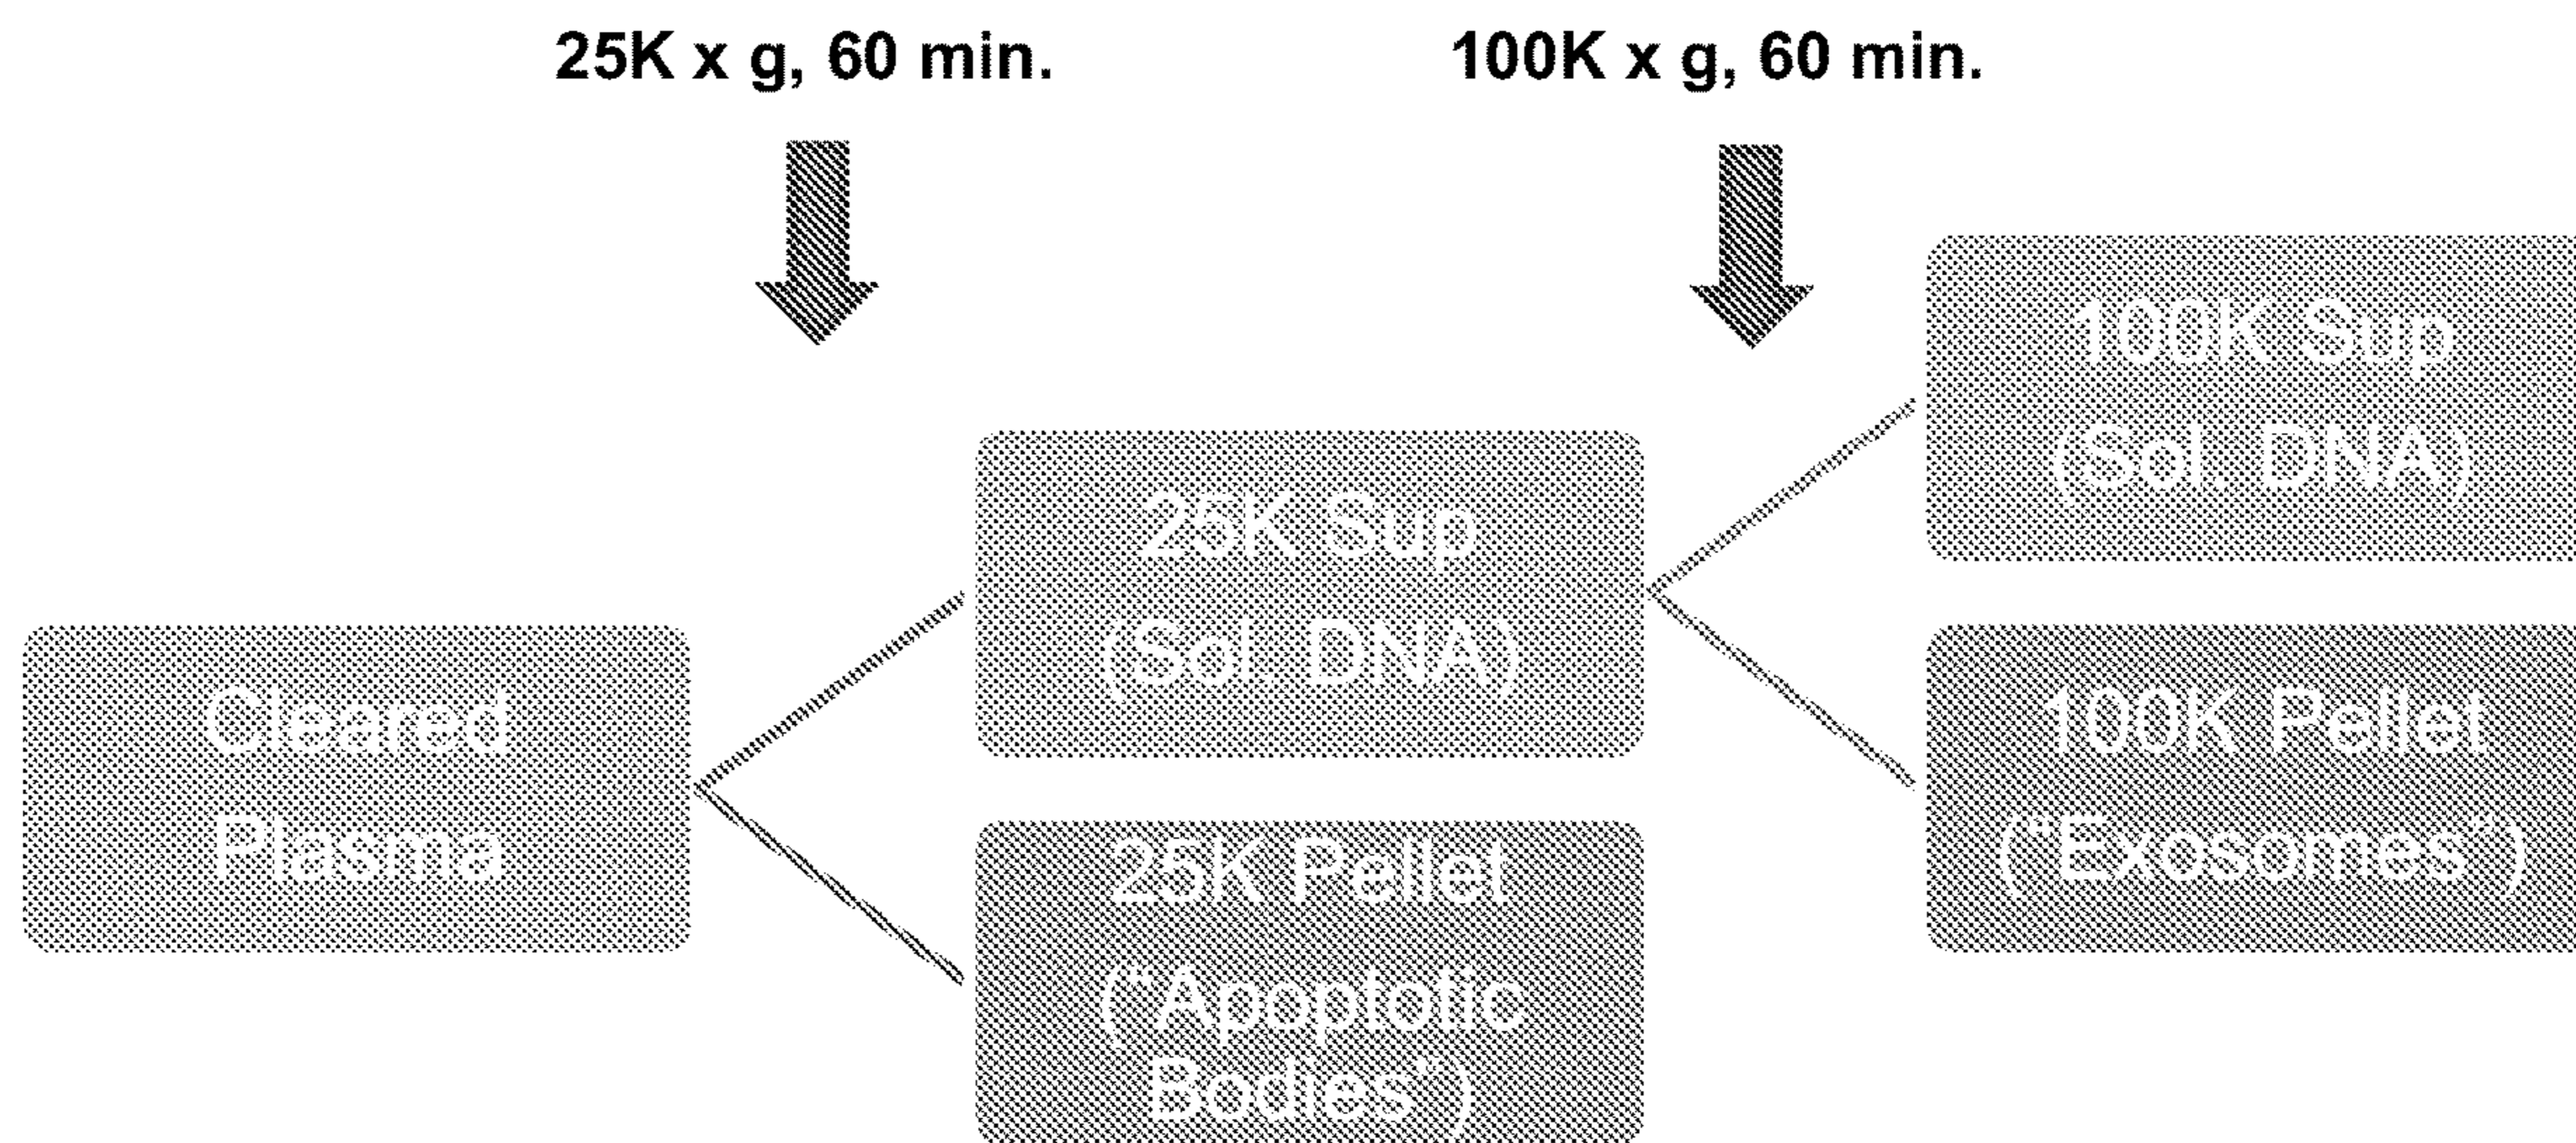 25K x g, 60 min.
100K x g, 60 min.
Cleared
Plasma
25K Sup
(Sol. DNA)
25K Pellet
("Apoptotic
Bodies")
100K Sup
(Sol. DNA)
100K Pellet
("Exosomes")